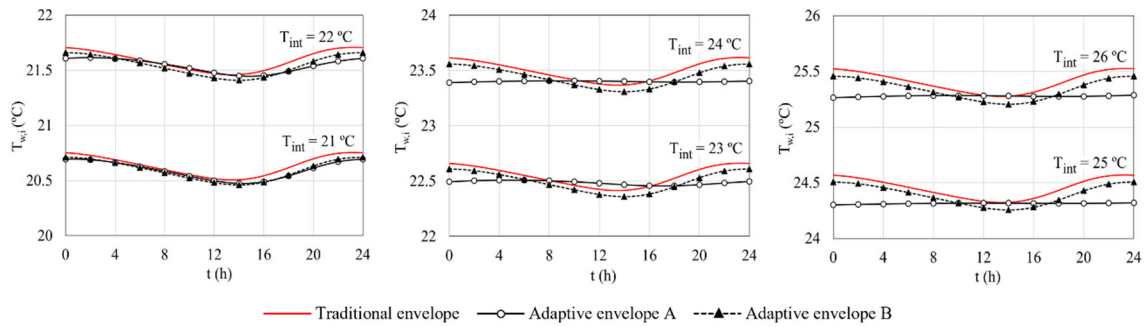 22
21.5
21
20.5
20
T_w,i (ºC)
T_int = 22 ºC
T_int = 21 ºC
0 4 8 12 16 20 24
t (h)
24
23.5
23
22.5
22
T_w,i (ºC)
T_int = 24 ºC
T_int = 23 ºC
0 4 8 12 16 20 24
t (h)
26
25.5
25
24.5
24
T_w,i (ºC)
T_int = 26 ºC
T_int = 25 ºC
0 4 8 12 16 20 24
t (h)
Traditional envelope Adaptive envelope A Adaptive envelope B